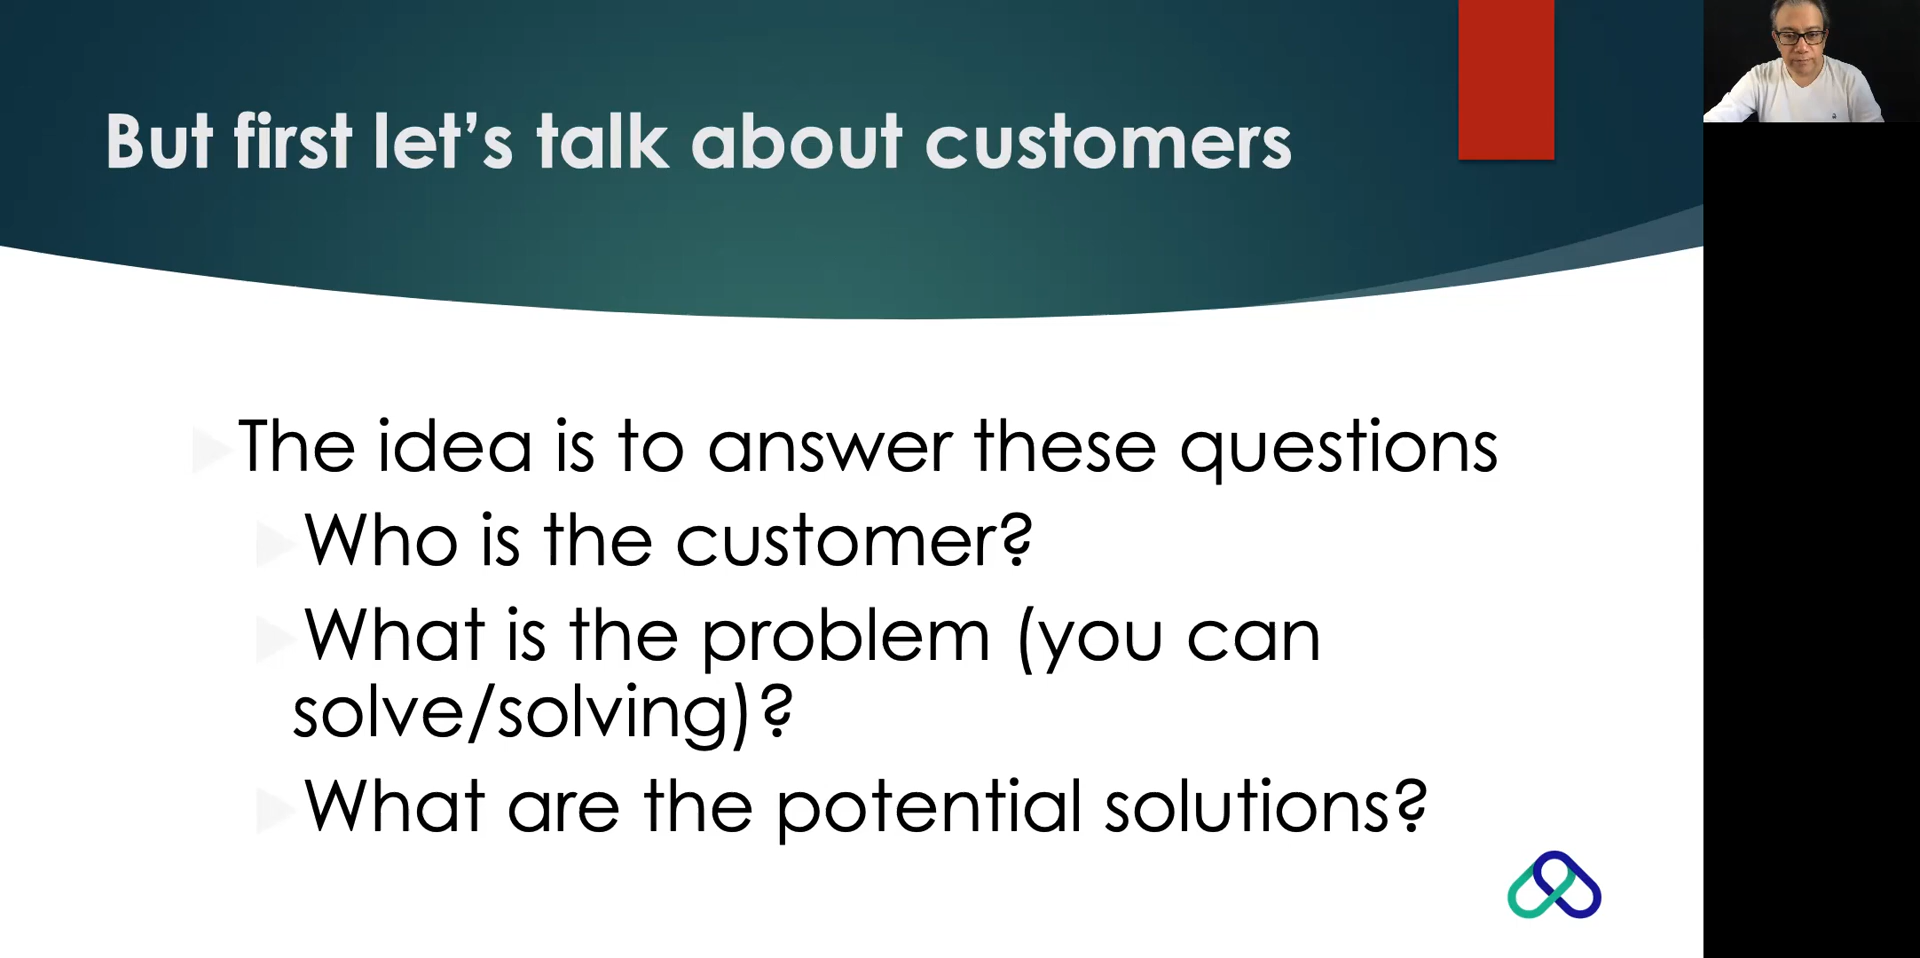 But first let’s talk about customers
The idea is to answer these questions
Who is the customer?
What is the problem (you can
solve/solving)?
What are the potential solutions?